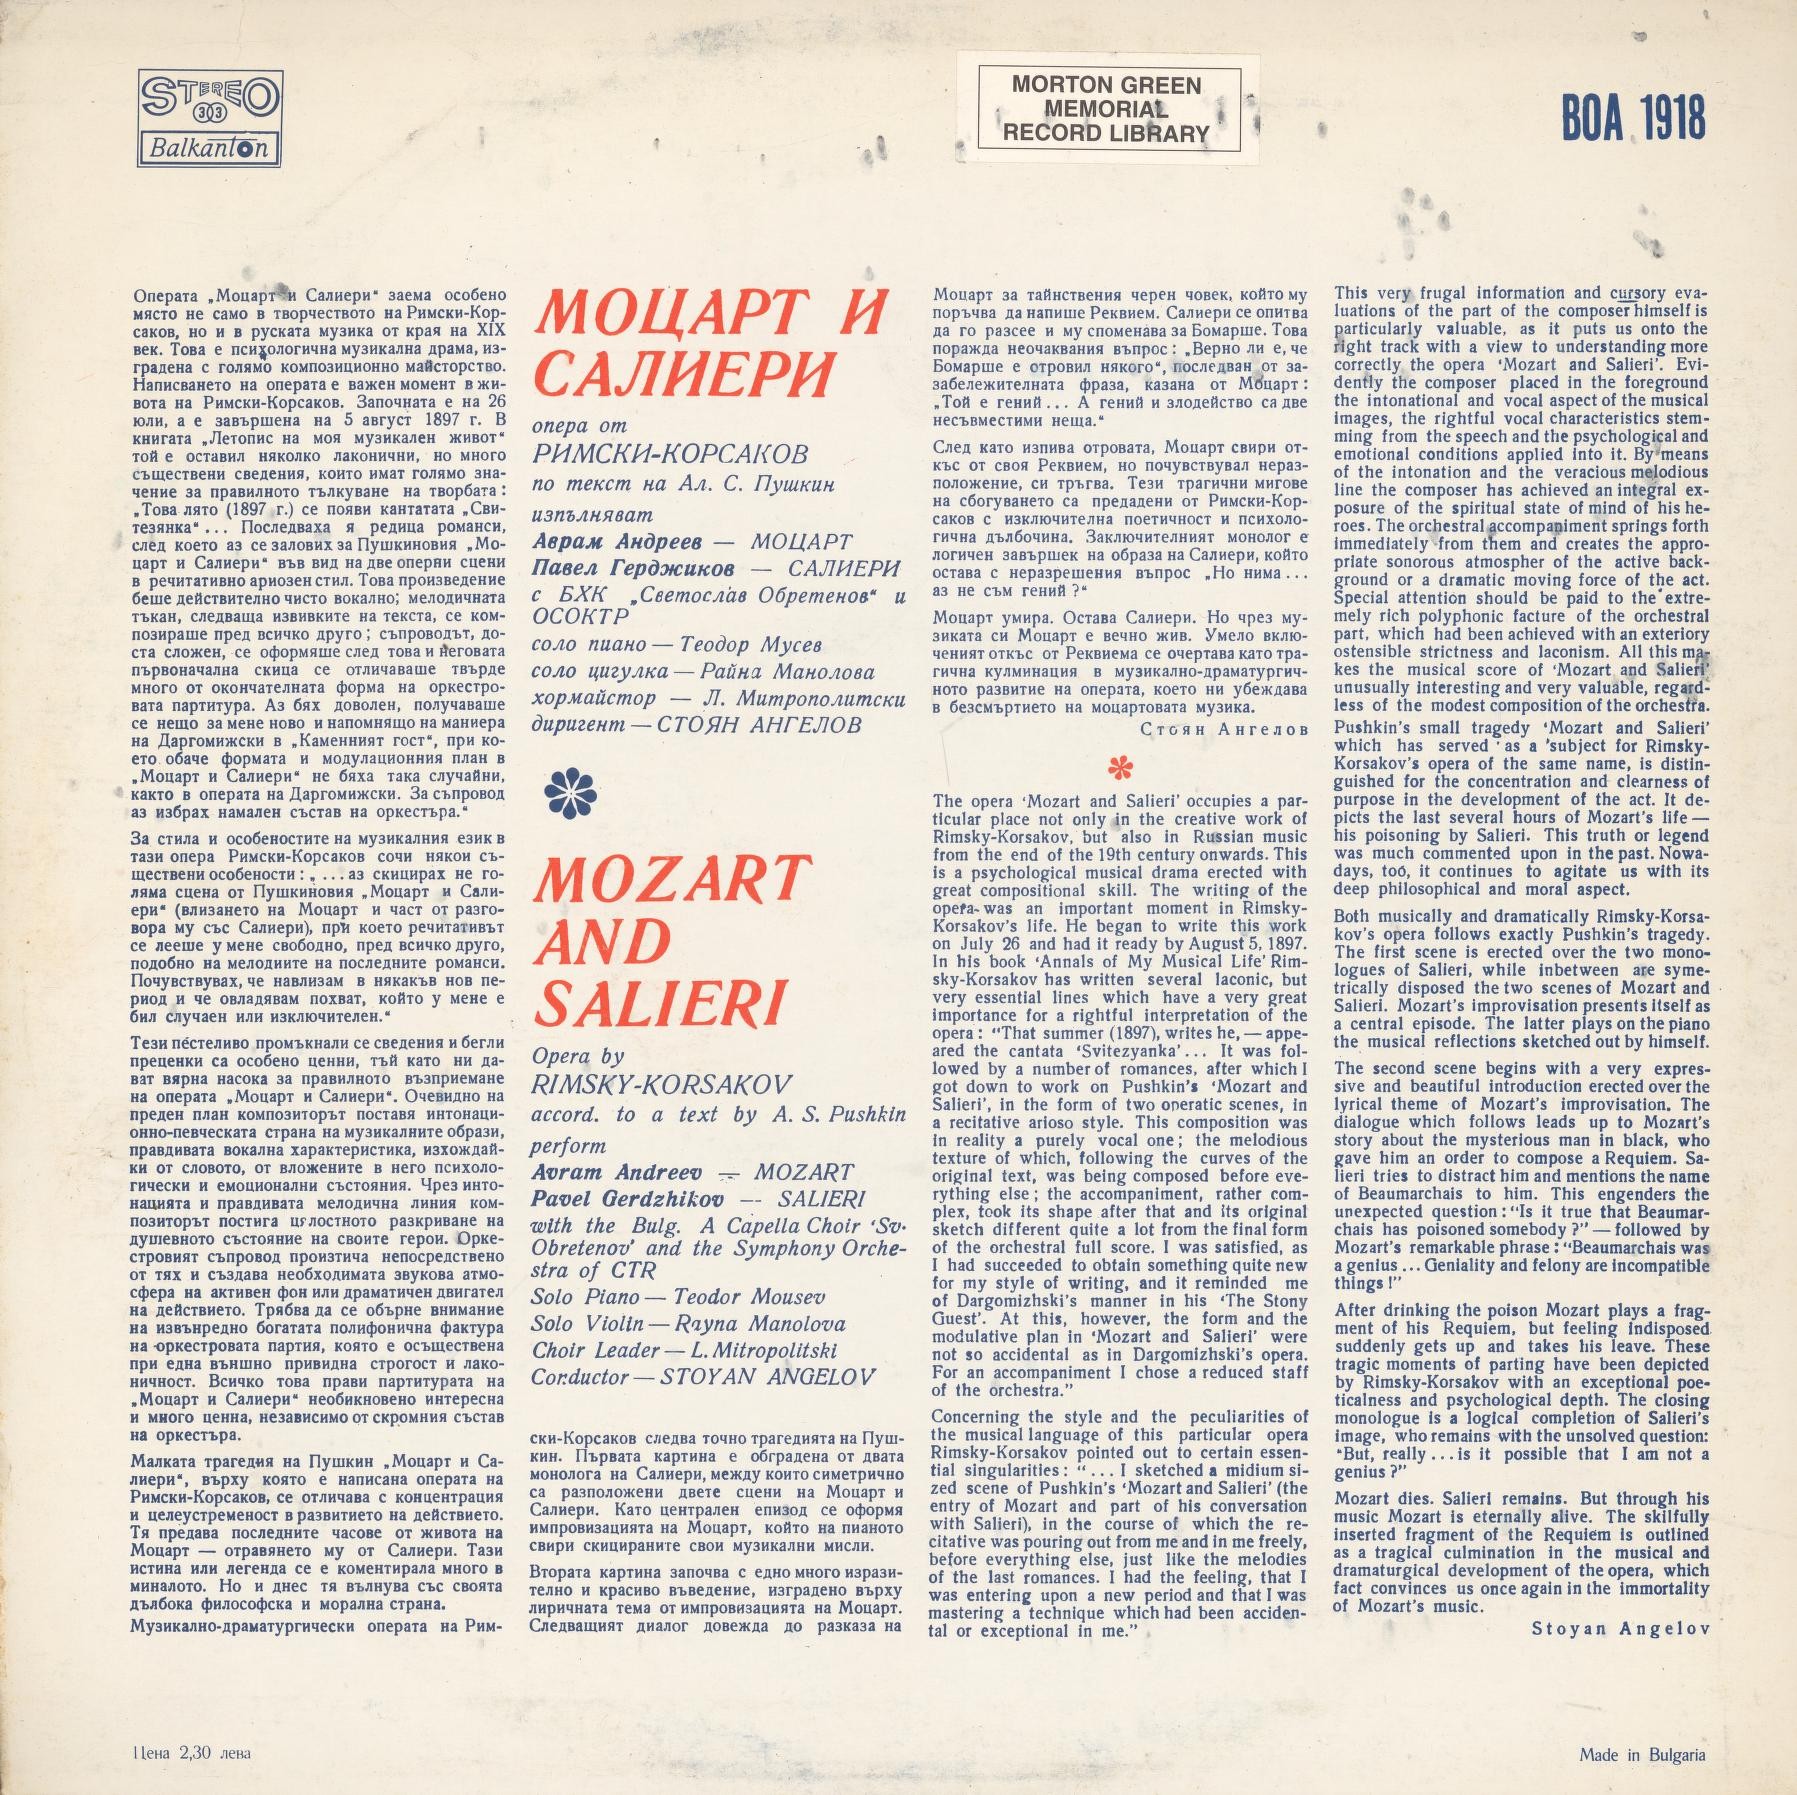 STEREO
303
Balkanton
MORTON GREEN
MEMORIAL
RECORD LIBRARY
BOA 1918
Операта „Моцарт и Салиери“ заема особено
място не само в творчеството на Римски-Кор-
саков, но и в руската музика от края на XIX
век. Това е психологична музикална драма, из-
градена с голямо композиционно майсторство.
Написването на операта е важен момент в жи-
вота на Римски-Корсаков. Започната е на 26
юли, а е завършена на 5 август 1897 г. В
книгата „Летопис на моя музикален живот“
той е оставил няколко лаконични, но много
съществени сведения, които имат голямо зна-
чение за правилното тълкуване на творбата:
„Това лято (1897 г.) се появи кантатата „Сви-
тезянка“... Последваха я редица романси,
след което аз се залових за Пушкиновия „Мо-
царт и Салиери“ във вид на две оперни сцени
в речитативно ариозен стил. Това произведение
беше действително чисто вокално; мелодичната
тъкан, следваща извивките на текста, се ком-
позираше пред всичко друго; съпроводът, до-
ста сложен, се оформяше след това и неговата
първоначална скица се отличаваше твърде
много от окончателната форма на оркестро-
вата партитура. Аз бях доволен, получаваше
се нещо за мене ново и напомнящо на маниера
на Даргомижски в „Каменният гост“, при ко-
ето обаче формата и модулационния план в
„Моцарт и Салиери“ не бяха така случайни,
както в операта на Даргомижски. За съпровод
аз избрах намален състав на оркестъра.“
За стила и особеностите на музикалния език в
тази опера Римски-Корсаков сочи някои съ-
ществени особености: „...аз скицирах не го-
ляма сцена от Пушкиновия „Моцарт и Сали-
ери“ (влизането на Моцарт и част от разго-
вора му със Салиери), при което речитативът
се лееше у мене свободно, пред всичко друго,
подобно на мелодиите на последните романси.
Почувствувах, че навлизам в някакъв нов пе-
риод и че овладявам похват, който у мене е
бил случаен или изключителен.“
Тези пестеливо промъкнали се сведения и бегли
преценки са особено ценни, тъй като ни да-
ват вярна насока за правилното възприемане
на операта „Моцарт и Салиери“. Очевидно на
преден план композиторът поставя интонаци-
онно-певческата страна на музикалните образи,
правдивата вокална характеристика, изхождай-
ки от словото, от вложените в него психоло-
гически и емоционални състояния. Чрез инто-
нацията и правдивата мелодична линия ком-
позиторът постига цялостното разкриване на
душевното състояние на своите герои. Орке-
стровият съпровод произтича непосредствено
от тях и създава необходимата звукова атмо-
сфера на активен фон или драматичен двигател
на действието. Трябва да се обърне внимание
на извънредно богатата полифонична фактура
на оркестровата партия, която е осъществена
при една външно привидна строгост и лако-
ничност. Всичко това прави партитурата на
„Моцарт и Салиери“ необикновено интересна
и много ценна, независимо от скромния състав
на оркестъра.
Малката трагедия на Пушкин „Моцарт и Са-
лиери“, върху която е написана операта на
Римски-Корсаков, се отличава с концентрация
и целеустременост в развитието на действието.
Тя предава последните часове от живота на
Моцарт — отравянето му от Салиери. Тази
истина или легенда се е коментирала много в
миналото. Но и днес тя вълнува със своята
дълбока философска и морална страна.
Музикално-драматургически операта на Рим-
МОЦАРТ И
САЛИЕРИ
опера от
РИМСКИ-КОРСАКОВ
по текст на Ал. С. Пушкин
изпълняват
Аврам Андреев — МОЦАРТ
Павел Герджиков — САЛИЕРИ
с БХК „Светослав Обретенов“ и
ОСОКТР
соло пиано — Теодор Мусев
соло цигулка — Райна Манолова
хормайстор — Л. Митрополитски
диригент — СТОЯН АНГЕЛОВ
MOZART
AND
SALIERI
Opera by
RIMSKY-KORSAKOV
accord. to a text by A. S. Pushkin
perform
Avram Andreev — MOZART
Pavel Gerdzhikov — SALIERI
with the Bulg. A Capella Choir ‘Sv.
Obretenov’ and the Symphony Orche-
stra of CTR
Solo Piano — Teodor Mousev
Solo Violin — Rayna Manolova
Choir Leader — L. Mitropolitski
Conductor — STOYAN ANGELOV
ски-Корсаков следва точно трагедията на Пуш-
кин. Първата картина е обградена от двата
монолога на Салиери, между които симетрично
са разположени двете сцени на Моцарт и
Салиери. Като централен епизод се оформя
импровизацията на Моцарт, който на пианото
свири скицираните свои музикални мисли.
Втората картина започва с едно много изрази-
телно и красиво въведение, изградено върху
лиричната тема от импровизацията на Моцарт.
Следващият диалог довежда до разказа на
Моцарт за тайнствения черен човек, който му
поръчва да напише Реквием. Салиери се опитва
да го разсее и му споменава за Бомарше. Това
поражда неочаквания въпрос: „Верно ли е, че
Бомарше е отровил някого“, последван от за-
забележителната фраза, казана от Моцарт:
„Той е гений... А гений и злодейство са две
несъвместими неща.“
След като изпива отровата, Моцарт свири от-
къс от своя Реквием, но почувствувал нераз-
положение, си тръгва. Тези трагични мигове
на сбогуването са предадени от Римски-Кор-
саков с изключителна поетичност и психоло-
гична дълбочина. Заключителният монолог е
логичен завършек на образа на Салиери, който
остава с неразрешения въпрос „Но нима...
аз не съм гений?“
Моцарт умира. Остава Салиери. Но чрез му-
зиката си Моцарт е вечно жив. Умело вклю-
ченият откъс от Реквиема се очертава като тра-
гична кулминация в музикално-драматургич-
ното развитие на операта, което ни убеждава
в безсмъртието на моцартовата музика.
Стоян Ангелов
The opera ‘Mozart and Salieri’ occupies a par-
ticular place not only in the creative work of
Rimsky-Korsakov, but also in Russian music
from the end of the 19th century onwards. This
is a psychological musical drama erected with
great compositional skill. The writing of the
opera was an important moment in Rimsky-
Korsakov’s life. He began to write this work
on July 26 and had it ready by August 5, 1897.
In his book ‘Annals of My Musical Life’ Rim-
sky-Korsakov has written several laconic, but
very essential lines which have a very great
importance for a rightful interpretation of the
opera: “That summer (1897), writes he, — appe-
ared the cantata ‘Svitezyanka’... It was fol-
lowed by a number of romances, after which I
got down to work on Pushkin’s ‘Mozart and
Salieri’, in the form of two operatic scenes, in
a recitative arioso style. This composition was
in reality a purely vocal one; the melodious
texture of which, following the curves of the
original text, was being composed before eve-
rything else; the accompaniment, rather com-
plex, took its shape after that and its original
sketch different quite a lot from the final form
of the orchestral full score. I was satisfied, as
I had succeeded to obtain something quite new
for my style of writing, and it reminded me
of Dargomizhski’s manner in his ‘The Stony
Guest’. At this, however, the form and the
modulative plan in ‘Mozart and Salieri’ were
not so accidental as in Dargomizhski’s opera.
For an accompaniment I chose a reduced staff
of the orchestra.”
Concerning the style and the peculiarities of
the musical language of this particular opera
Rimsky-Korsakov pointed out to certain essen-
tial singularities: “... I sketched a midium si-
zed scene of Pushkin’s ‘Mozart and Salieri’ (the
entry of Mozart and part of his conversation
with Salieri), in the course of which the re-
citative was pouring out from me and in me freely,
before everything else, just like the melodies
of the last romances. I had the feeling, that I
was entering upon a new period and that I was
mastering a technique which had been acciden-
tal or exceptional in me.”
This very frugal information and cursory eva-
luations of the part of the composer himself is
particularly valuable, as it puts us onto the
right track with a view to understanding more
correctly the opera ‘Mozart and Salieri’. Evi-
dently the composer placed in the foreground
the intonational and vocal aspect of the musical
images, the rightful vocal characteristics stem-
ming from the speech and the psychological and
emotional conditions applied into it. By means
of the intonation and the veracious melodious
line the composer has achieved an integral ex-
posure of the spiritual state of mind of his he-
roes. The orchestral accompaniment springs forth
immediately from them and creates the appro-
priate sonorous atmospher of the active back-
ground or a dramatic moving force of the act.
Special attention should be paid to the extre-
mely rich polyphonic facture of the orchestral
part, which had been achieved with an exteriory
ostensible strictness and laconism. All this ma-
kes the musical score of ‘Mozart and Salieri’
unusually interesting and very valuable, regard-
less of the modest composition of the orchestra.
Pushkin’s small tragedy ‘Mozart and Salieri’
which has served as a subject for Rimsky-
Korsakov’s opera of the same name, is distin-
guished for the concentration and clearness of
purpose in the development of the act. It de-
picts the last several hours of Mozart’s life —
his poisoning by Salieri. This truth or legend
was much commented upon in the past. Nowa-
days, too, it continues to agitate us with its
deep philosophical and moral aspect.
Both musically and dramatically Rimsky-Korsa-
kov’s opera follows exactly Pushkin’s tragedy.
The first scene is erected over the two mono-
logues of Salieri, while inbetween are syme-
trically disposed the two scenes of Mozart and
Salieri. Mozart’s improvisation presents itself as
a central episode. The latter plays on the piano
the musical reflections sketched out by himself.
The second scene begins with a very expres-
sive and beautiful introduction erected over the
lyrical theme of Mozart’s improvisation. The
dialogue which follows leads up to Mozart’s
story about the mysterious man in black, who
gave him an order to compose a Requiem. Sa-
lieri tries to distract him and mentions the name
of Beaumarchais to him. This engenders the
unexpected question: “Is it true that Beaumar-
chais has poisoned somebody?” — followed by
Mozart’s remarkable phrase: “Beaumarchais was
a genius... Geniality and felony are incompatible
things!”
After drinking the poison Mozart plays a frag-
ment of his Requiem, but feeling indisposed
suddenly gets up and takes his leave. These
tragic moments of parting have been depicted
by Rimsky-Korsakov with an exceptional poe-
ticalness and psychological depth. The closing
monologue is a logical completion of Salieri’s
image, who remains with the unsolved question:
“But, really... is it possible that I am not a
genius?”
Mozart dies. Salieri remains. But through his
music Mozart is eternally alive. The skilfully
inserted fragment of the Requiem is outlined
as a tragical culmination in the musical and
dramaturgical development of the opera, which
fact convinces us once again in the immortality
of Mozart’s music.
Stoyan Angelov
Цена 2,30 лева
Made in Bulgaria